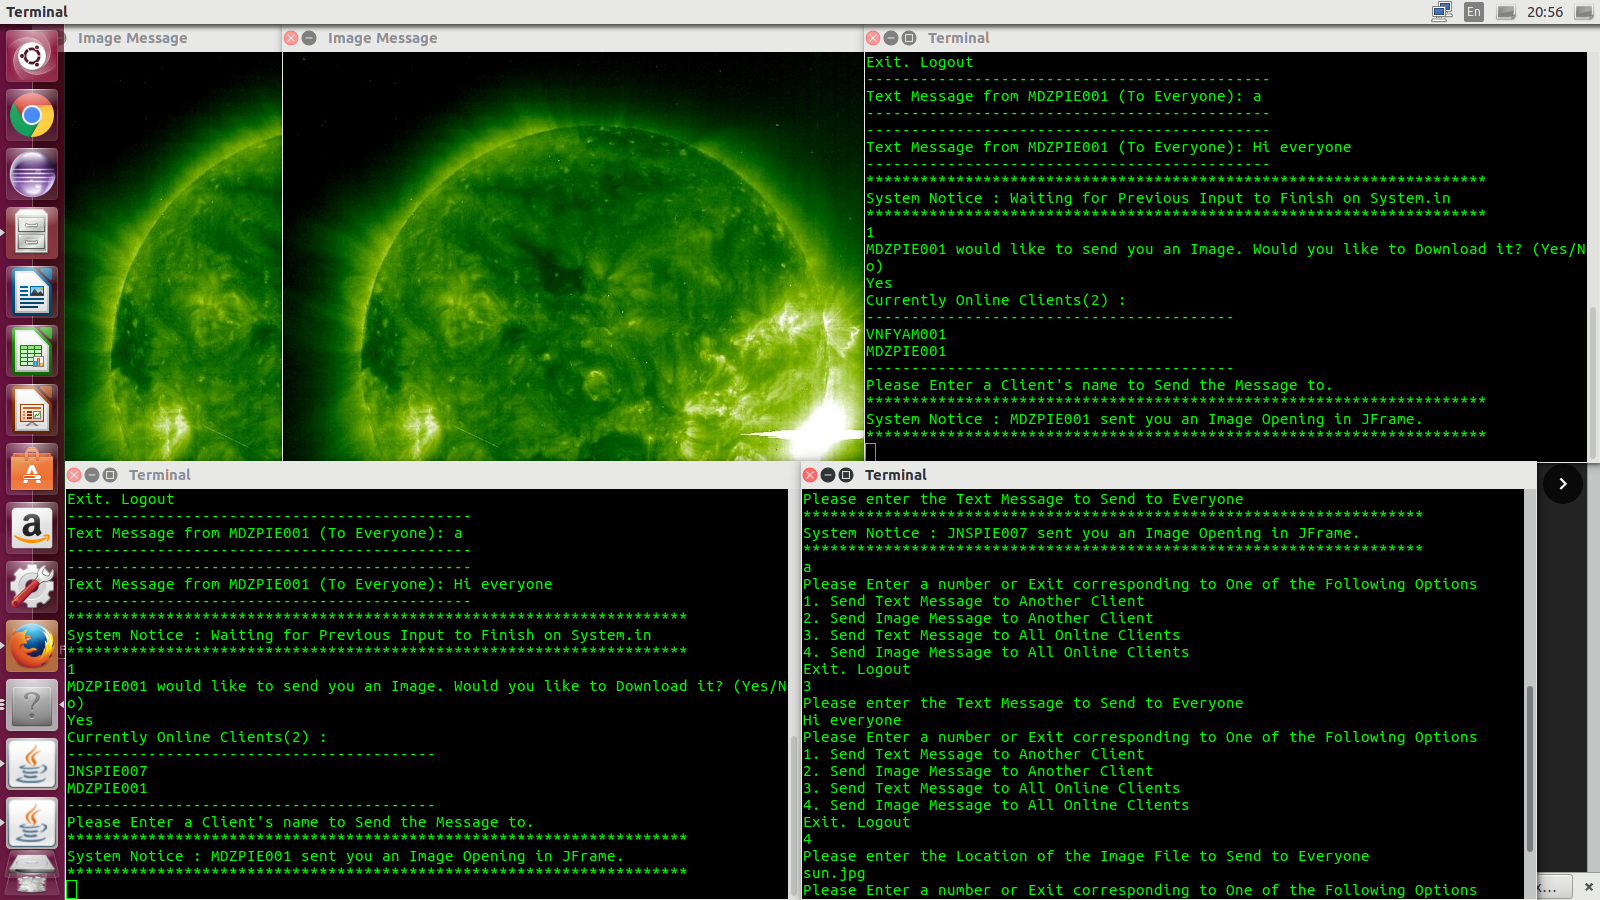 Terminal
En
20:56
Image Message
Image Message
Terminal
Exit. Logout
---------------------------------------------
Text Message from MDZPIE001 (To Everyone): a
---------------------------------------------
---------------------------------------------
Text Message from MDZPIE001 (To Everyone): Hi everyone
---------------------------------------------
*********************************************************************
System Notice : Waiting for Previous Input to Finish on System.in
*********************************************************************
1
MDZPIE001 would like to send you an Image. Would you like to Download it? (Yes/N
o)
Yes
Currently Online Clients(2) :
-----------------------------------------
VNFYAM001
MDZPIE001
-----------------------------------------
Please Enter a Client's name to Send the Message to.
*********************************************************************
System Notice : MDZPIE001 sent you an Image Opening in JFrame.
*********************************************************************
Terminal
Exit. Logout
---------------------------------------------
Text Message from MDZPIE001 (To Everyone): a
---------------------------------------------
---------------------------------------------
Text Message from MDZPIE001 (To Everyone): Hi everyone
---------------------------------------------
*********************************************************************
System Notice : Waiting for Previous Input to Finish on System.in
*********************************************************************
1
MDZPIE001 would like to send you an Image. Would you like to Download it? (Yes/N
o)
Yes
Currently Online Clients(2) :
-----------------------------------------
JNSPIE007
MDZPIE001
-----------------------------------------
Please Enter a Client's name to Send the Message to.
*********************************************************************
System Notice : MDZPIE001 sent you an Image Opening in JFrame.
*********************************************************************
Terminal
Please enter the Text Message to Send to Everyone
*********************************************************************
System Notice : JNSPIE007 sent you an Image Opening in JFrame.
*********************************************************************
a
Please Enter a number or Exit corresponding to One of the Following Options
1. Send Text Message to Another Client
2. Send Image Message to Another Client
3. Send Text Message to All Online Clients
4. Send Image Message to All Online Clients
Exit. Logout
3
Please enter the Text Message to Send to Everyone
Hi everyone
Please Enter a number or Exit corresponding to One of the Following Options
1. Send Text Message to Another Client
2. Send Image Message to Another Client
3. Send Text Message to All Online Clients
4. Send Image Message to All Online Clients
Exit. Logout
4
Please enter the Location of the Image File to Send to Everyone
sun.jpg
Please Enter a number or Exit corresponding to One of the Following Options